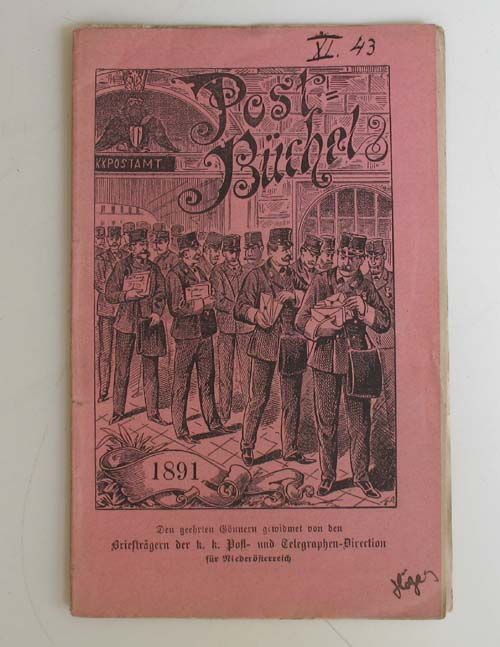 XI. 43
Post=
Büchel
K.K.POSTAMT
1891
Den geehrten Gönnern gewidmet von den
Briefträgern der k. k. Post- und Telegraphen-Direction
für Niederösterreich